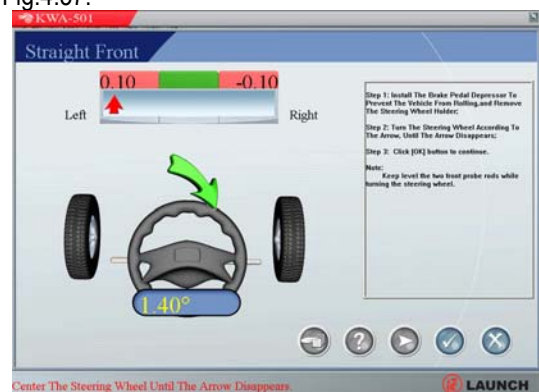 Fig.4.37.
KWA-501
Straight Front
0.10 -0.10
Left Right
Step 1: Install The Brake Pedal Depressor To
Prevent The Vehicle From Rolling,and Remove
The Steering Wheel Holder;
Step 2: Turn The Steering Wheel According To
The Arrow, Until The Arrow Disappears;
Step 3: Click [OK] button to continue.
Note:
Keep level the two front probe rods while
turning the steering wheel.
1.40°
?
Center The Steering Wheel Until The Arrow Disappears.
LAUNCH